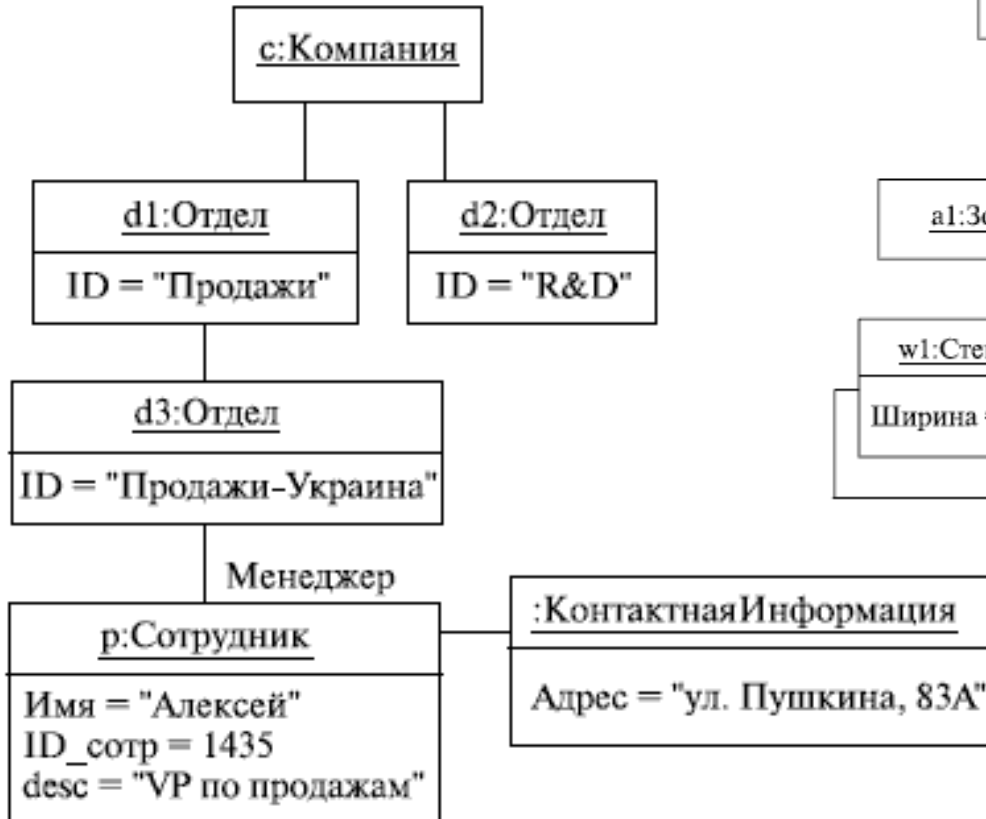 c:Компания
d1:Отдел
ID = "Продажи"
d2:Отдел
ID = "R&D"
d3:Отдел
ID = "Продажи-Украина"
Менеджер
p:Сотрудник
Имя = "Алексей"
ID_сотр = 1435
desc = "VP по продажам"
:КонтактнаяИнформация
Адрес = "ул. Пушкина, 83А"
Ширина =